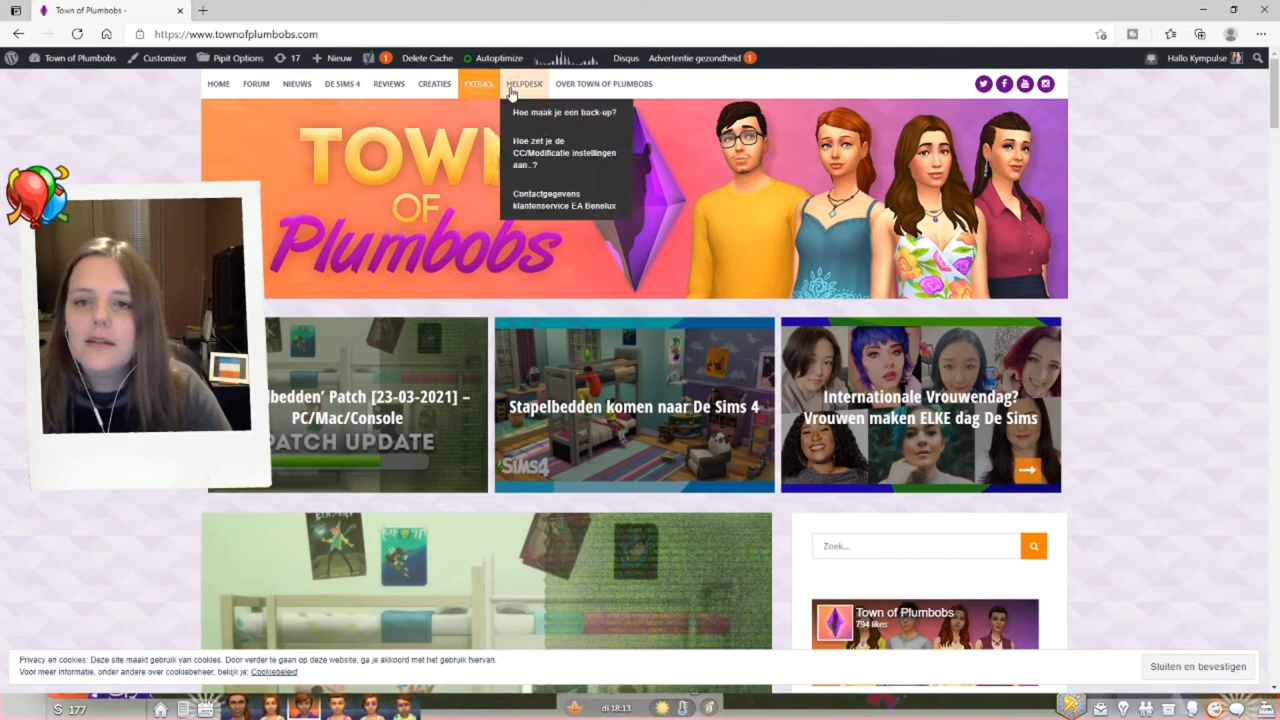 Town of Plumbobs -
https://www.townofplumbobs.com
Town of Plumbobs Customizer Pipit Options 17 Nieuw 1 Delete Cache Autoptimize Disqus Advertentie gezondheid 1 Hallo Kympulse
HOME FORUM NIEUWS DE SIMS 4 REVIEWS CREATIES EXTRA'S HELPDESK OVER TOWN OF PLUMBOBS
Hoe maak je een back-up?
Hoe zet je de
CC/Modificatie instellingen
aan..?
Contactgegevens
klantenservice EA Benelux
TOWN
OF
Plumbobs
lbedden' Patch [23-03-2021] –
PC/Mac/Console
PATCH UPDATE
Stapelbedden komen naar De Sims 4
SIMS4
Internationale Vrouwendag?
Vrouwen maken ELKE dag De Sims
Zoek...
Town of Plumbobs
794 likes
Privacy en cookies: Deze site maakt gebruik van cookies. Door verder te gaan op deze website, ga je akkoord met het gebruik hiervan.
Voor meer informatie, onder andere over cookiebeheer, bekijk je: Cookiebeleid
Sluiten en bevestigen
§ 177
di 18:13